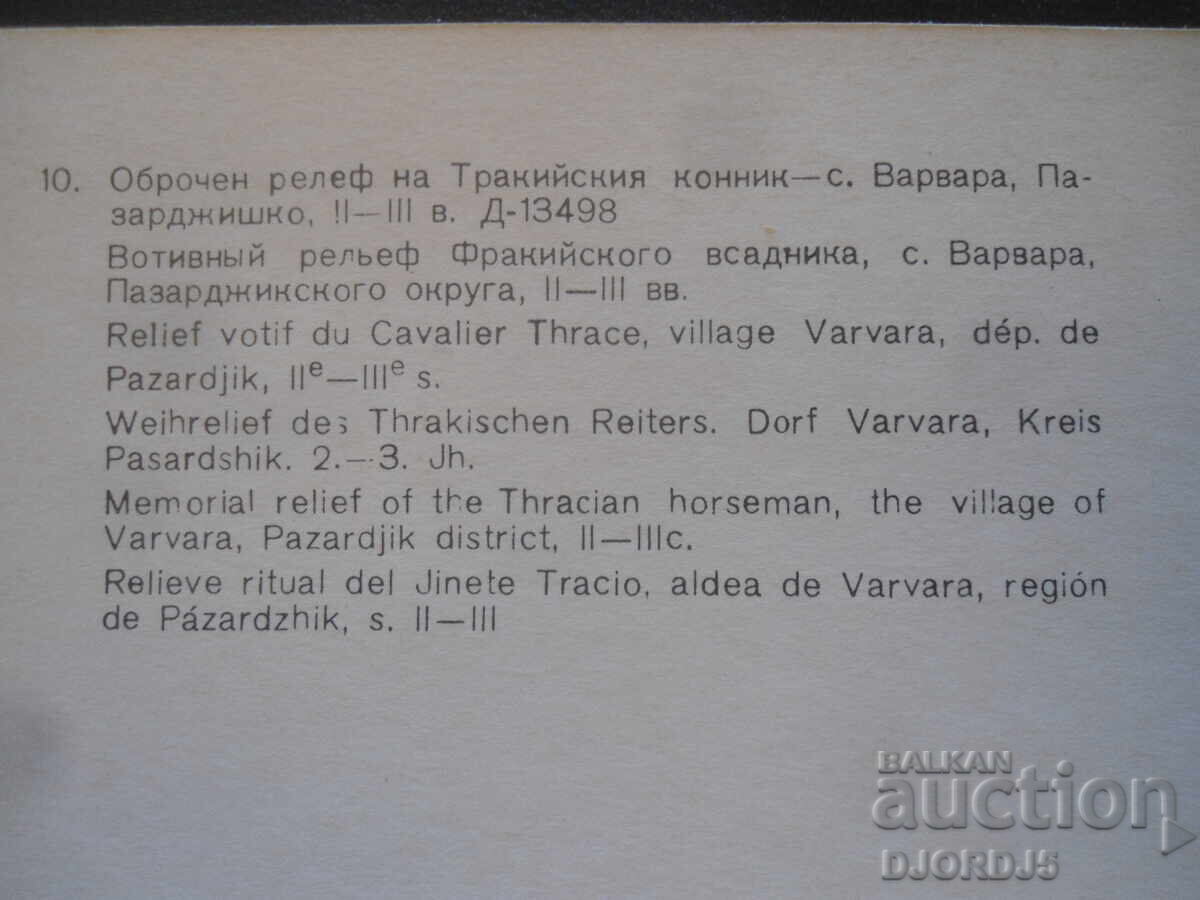 10. Оброчен релеф на Тракийския конник—с. Варвара, Па-
зарджишко, II—III в. Д-13498
Вотивный рельеф Фракийского всадника, с. Варвара,
Пазарджикского округа, II—III вв.
Relief votif du Cavalier Thrace, village Varvara, dép. de
Pazardjik, IIe—IIIe s.
Weihrelief des Thrakischen Reiters. Dorf Varvara, Kreis
Pasardshik. 2.—3. Jh.
Memorial relief of the Thracian horseman, the village of
Varvara, Pazardjik district, II—IIIc.
Relieve ritual del Jinete Tracio, aldea de Varvara, región
de Pázardzhik, s. II—III
BALKAN
auction
DJORDJ5